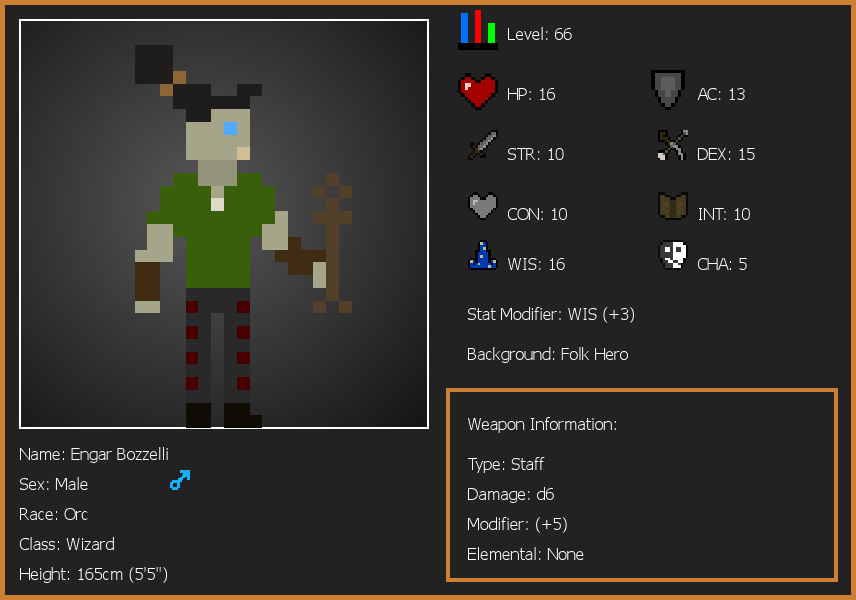 Level: 66
HP: 16
AC: 13
STR: 10
DEX: 15
CON: 10
INT: 10
WIS: 16
CHA: 5
Stat Modifier: WIS (+3)
Background: Folk Hero
Weapon Information:
Type: Staff
Damage: d6
Modifier: (+5)
Elemental: None
Name: Engar Bozzelli
Sex: Male
Race: Orc
Class: Wizard
Height: 165cm (5'5")